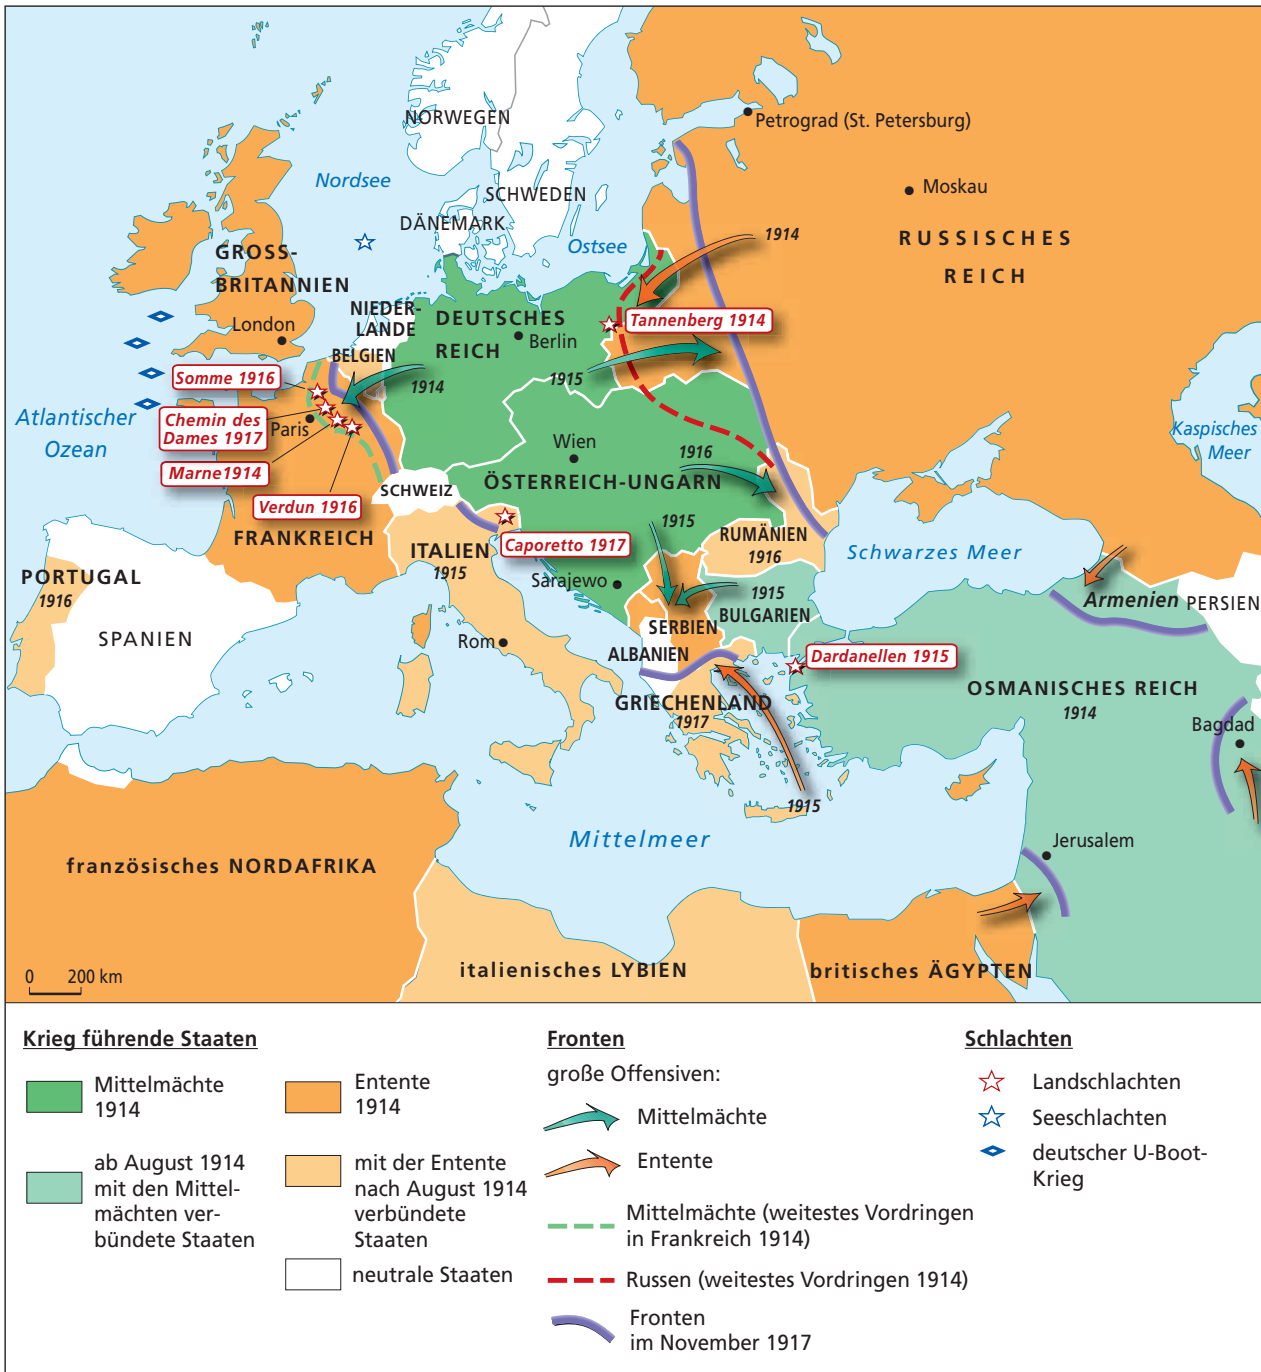 NORWEGEN
Petrograd (St. Petersburg)
Nordsee
SCHWEDEN
Moskau
DÄNEMARK
Ostsee
1914
RUSSISCHES
REICH
GROSS-
BRITANNIEN
NIEDER-
LANDE
DEUTSCHES
REICH
London
Berlin
Tannenberg 1914
BELGIEN
1914
1915
Somme 1916
Atlantischer
Ozean
Chemin des
Dames 1917
Paris
Marne1914
Verdun 1916
Wien
1916
ÖSTERREICH-UNGARN
Kaspisches
Meer
SCHWEIZ
FRANKREICH
ITALIEN
1915
Caporetto 1917
1915
RUMÄNIEN
1916
Schwarzes Meer
PORTUGAL
1916
SPANIEN
Sarajewo
1915
BULGARIEN
Armenien
PERSIEN
Rom
SERBIEN
ALBANIEN
Dardanellen 1915
GRIECHENLAND
1917
OSMANISCHES REICH
1914
Bagdad
1915
Mittelmeer
Jerusalem
französisches NORDAFRIKA
italienisches LYBIEN
britisches ÄGYPTEN
0 200 km
Krieg führende Staaten
Mittelmächte
1914
ab August 1914
mit den Mittel-
mächten ver-
bündete Staaten
Entente
1914
mit der Entente
nach August 1914
verbündete
Staaten
neutrale Staaten
Fronten
große Offensiven:
Mittelmächte
Entente
Mittelmächte (weitestes Vordringen
in Frankreich 1914)
Russen (weitestes Vordringen 1914)
Fronten
im November 1917
Schlachten
Landschlachten
Seeschlachten
deutscher U-Boot-
Krieg